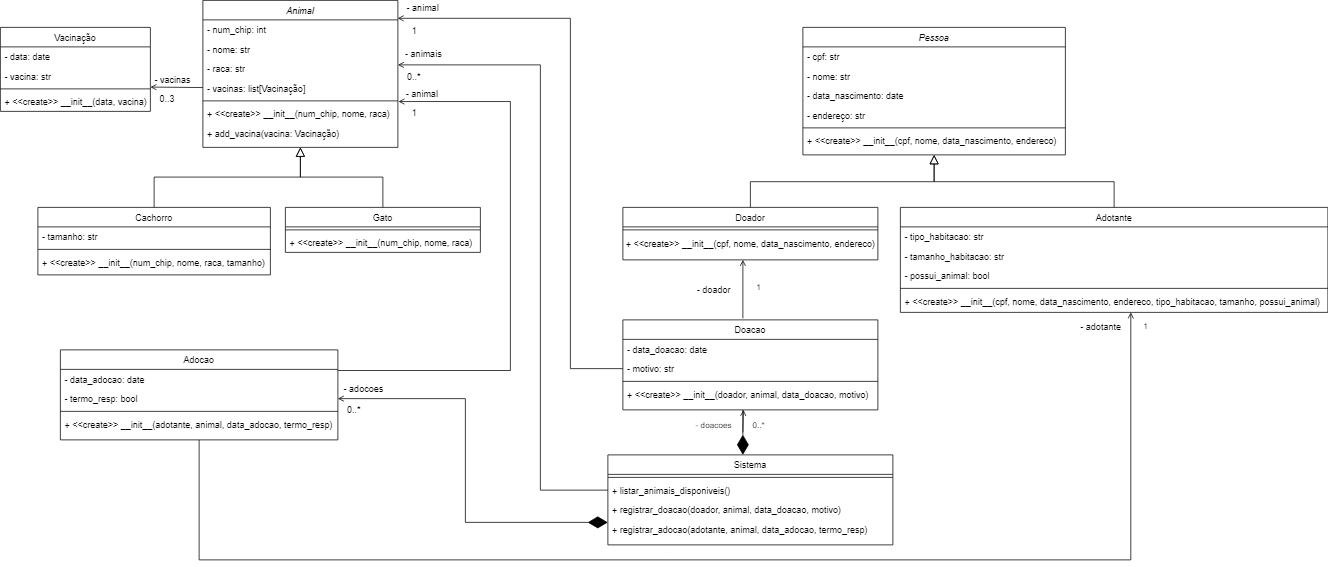 Vacinação
- data: date
- vacina: str
+ <<create>> __init__(data, vacina)
- vacinas
0..3
Animal
- num_chip: int
- nome: str
- raca: str
- vacinas: list[Vacinação]
+ <<create>> __init__(num_chip, nome, raca)
+ add_vacina(vacina: Vacinação)
- animal
1
- animais
0..*
- animal
1
Pessoa
- cpf: str
- nome: str
- data_nascimento: date
- endereço: str
+ <<create>> __init__(cpf, nome, data_nascimento, endereco)
Cachorro
- tamanho: str
+ <<create>> __init__(num_chip, nome, raca, tamanho)
Gato
+ <<create>> __init__(num_chip, nome, raca)
Doador
+ <<create>> __init__(cpf, nome, data_nascimento, endereco)
Adotante
- tipo_habitacao: str
- tamanho_habitacao: str
- possui_animal: bool
+ <<create>> __init__(cpf, nome, data_nascimento, endereco, tipo_habitacao, tamanho, possui_animal)
- doador
1
- adotante
1
Doacao
- data_doacao: date
- motivo: str
+ <<create>> __init__(doador, animal, data_doacao, motivo)
Adocao
- data_adocao: date
- termo_resp: bool
+ <<create>> __init__(adotante, animal, data_adocao, termo_resp)
- adocoes
0..*
- doacoes
0..*
Sistema
+ listar_animais_disponiveis()
+ registrar_doacao(doador, animal, data_doacao, motivo)
+ registrar_adocao(adotante, animal, data_adocao, termo_resp)